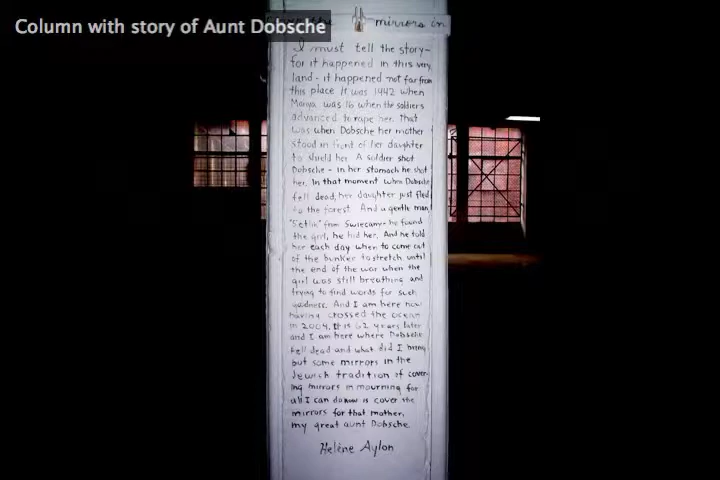 Column with story of Aunt Dobsche
the mirrors in
I must tell the story-
for it happened in this very
land - it happened not far from
this place It was 1942 when
Manya was 16 when the soldiers
advanced to rape her. That
was when Dobsche her mother
stood in front of her daughter
to shield her. A soldier shot
Dobsche - in her stomach he shot
her. In that moment when Dobsche
fell dead, her daughter just fled
to the forest. And a gentle man
"Setlak" from Swieciany - he found
the girl, he hid her. And he told
her each day when to come out
of the bunker to stretch until
the end of the war when the
girl was still breathing and
trying to find words for such
goodness. And I am here now
having crossed the ocean
in 2004. It is 62 years later
and I am here where Dobsche
fell dead and what did I bring
but some mirrors in the
Jewish tradition of cover-
ing mirrors in mourning for
all I can do now is cover the
mirrors for that mother,
my great aunt Dobsche.
Helène Aylon